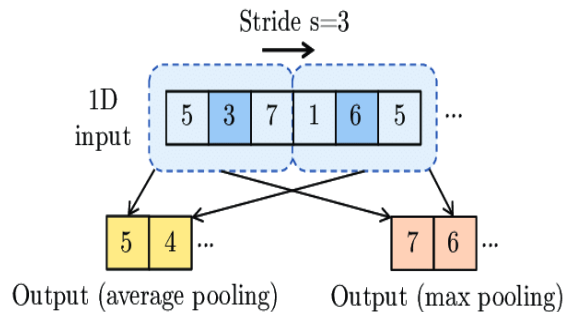 Stride s=3
1D
input
5 3 7 1 6 5 ...
5 4 ...
7 6 ...
Output (average pooling)
Output (max pooling)